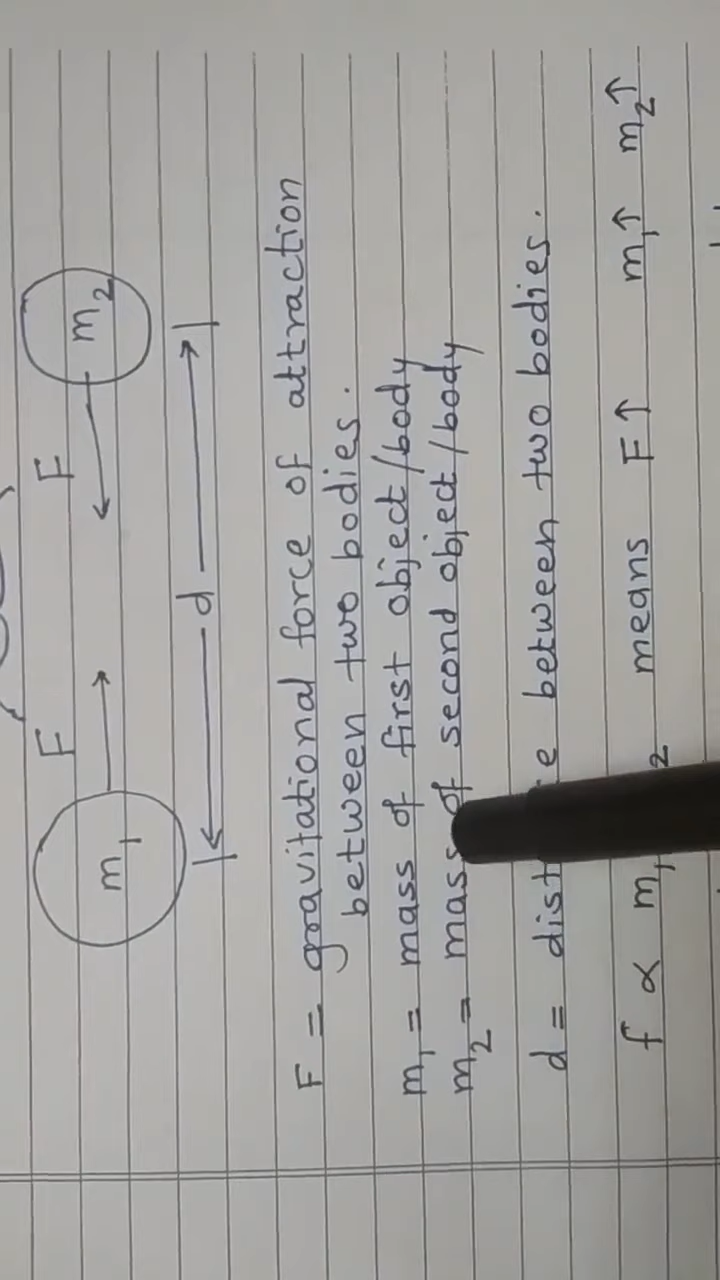 F F
m₁ m₂
d
F = gravitational force of attraction
between two bodies.
m₁ = mass of first object/body
m₂ = mass of second object/body
d = between two bodies.
f ∝ m₁ ₂ means F↑ m₁↑ m₂↑